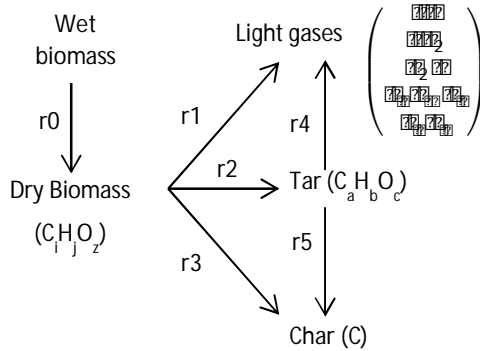 Wet
biomass
Light gases
r0
r1
r4
r2
Dry Biomass
Tar (CaHbOc)
(CiHjOz)
r5
r3
Char (C)